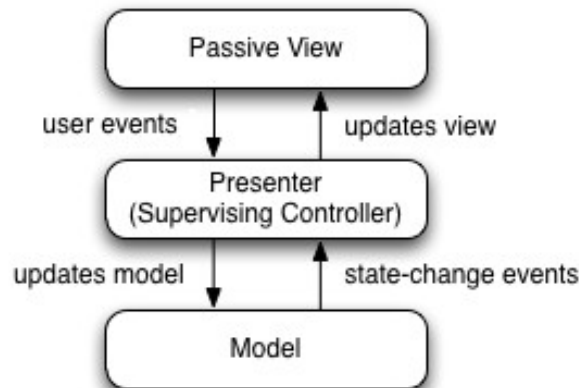 Passive View
user events
updates view
Presenter
(Supervising Controller)
updates model
state-change events
Model